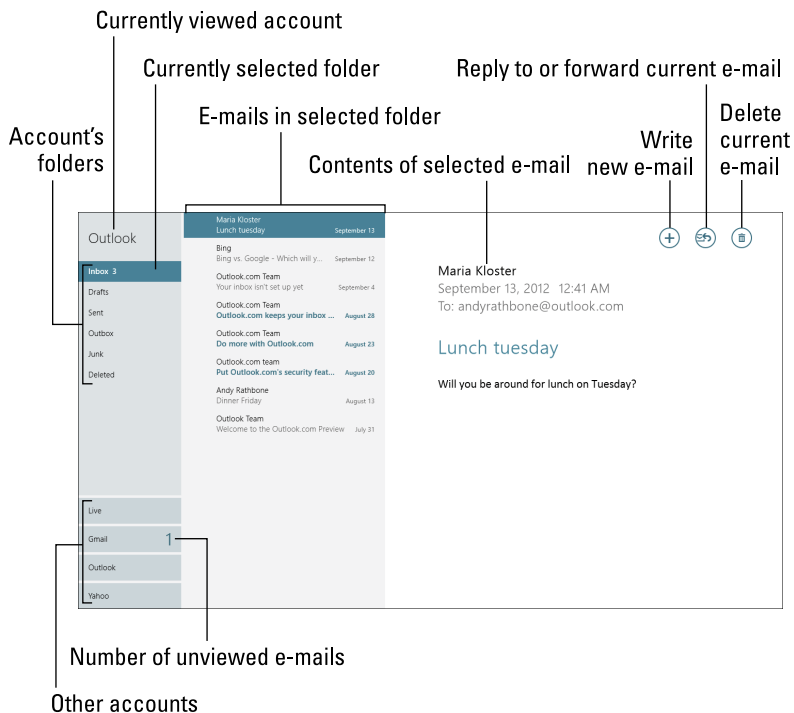 Currently viewed account
Currently selected folder
Reply to or forward current e-mail
E-mails in selected folder
Delete
current
e-mail
Account's
folders
Write
new e-mail
Contents of selected e-mail
Outlook
Inbox 3
Drafts
Sent
Outbox
Junk
Deleted
Live
Gmail 1
Outlook
Yahoo
Maria Kloster
Lunch tuesday September 13
Bing
Bing vs. Google - Which will y... September 12
Outlook.com Team
Your inbox isn't set up yet September 4
Outlook.com Team
Outlook.com keeps your inbox ... August 28
Outlook.com Team
Do more with Outlook.com August 23
Outlook.com team
Put Outlook.com's security feat... August 20
Andy Rathbone
Dinner Friday August 13
Outlook Team
Welcome to the Outlook.com Preview July 31
Maria Kloster
September 13, 2012 12:41 AM
To: andyrathbone@outlook.com
Lunch tuesday
Will you be around for lunch on Tuesday?
Number of unviewed e-mails
Other accounts